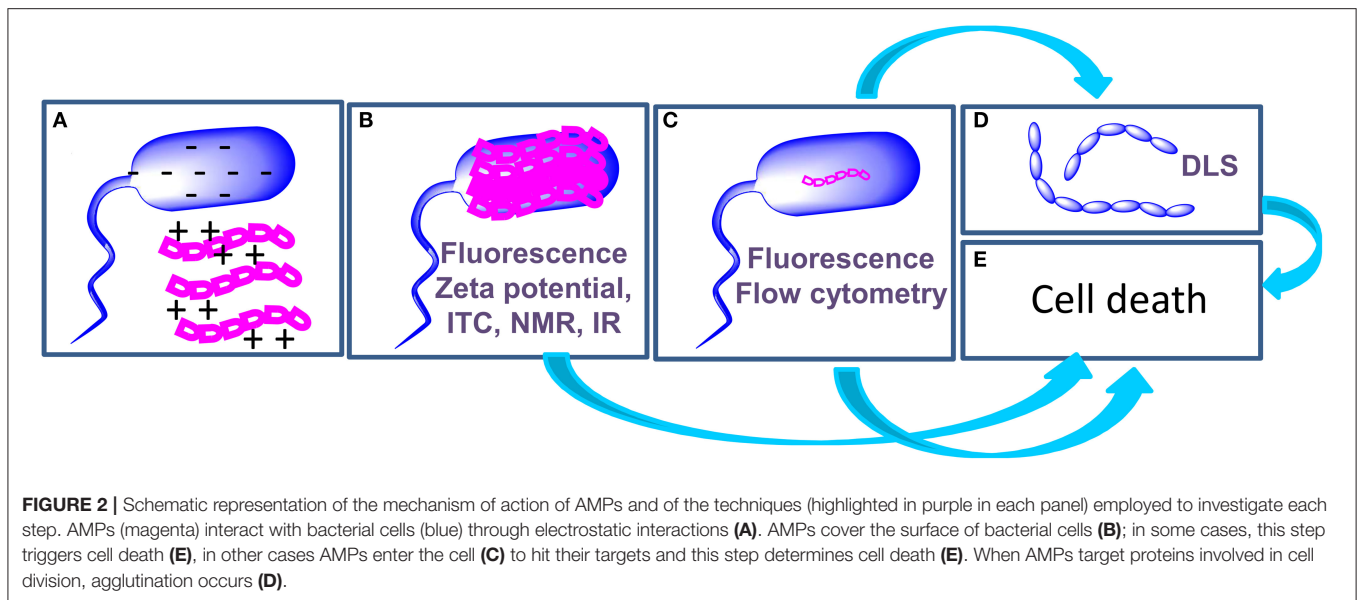 A
B
C
D
E
- -
- - - - -
- -
+ +
+ +
+ +
+ +
Fluorescence
Zeta potential,
ITC, NMR, IR
Fluorescence
Flow cytometry
DLS
Cell death
FIGURE 2 | Schematic representation of the mechanism of action of AMPs and of the techniques (highlighted in purple in each panel) employed to investigate each
step. AMPs (magenta) interact with bacterial cells (blue) through electrostatic interactions (A). AMPs cover the surface of bacterial cells (B); in some cases, this step
triggers cell death (E), in other cases AMPs enter the cell (C) to hit their targets and this step determines cell death (E). When AMPs target proteins involved in cell
division, agglutination occurs (D).